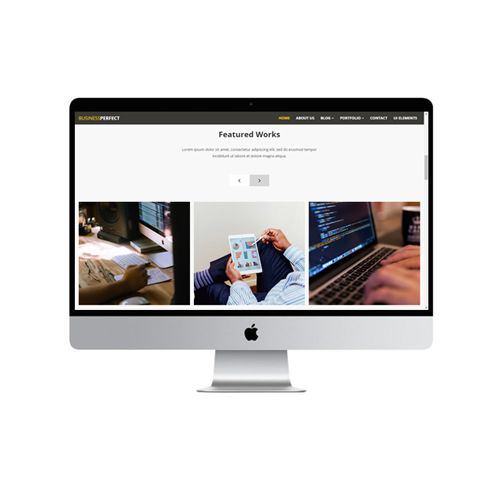 BUSINESSPERFECT
HOME ABOUT US BLOG PORTFOLIO CONTACT UI ELEMENTS
Featured Works
Lorem ipsum dolor sit amet, consectetur adipiscing elit, sed do eiusmod tempor
incididunt ut labore et dolore magna aliqua.